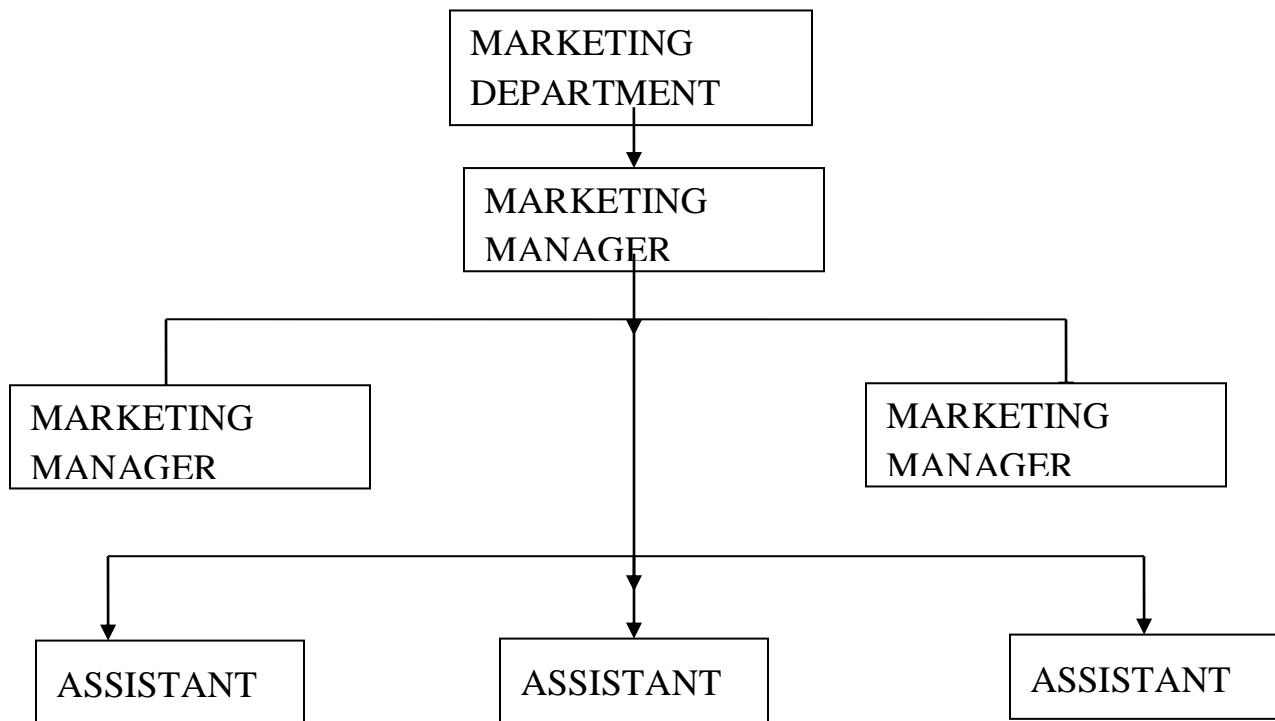 MARKETING
DEPARTMENT
MARKETING
MANAGER
MARKETING
MANAGER
MARKETING
MANAGER
ASSISTANT
ASSISTANT
ASSISTANT